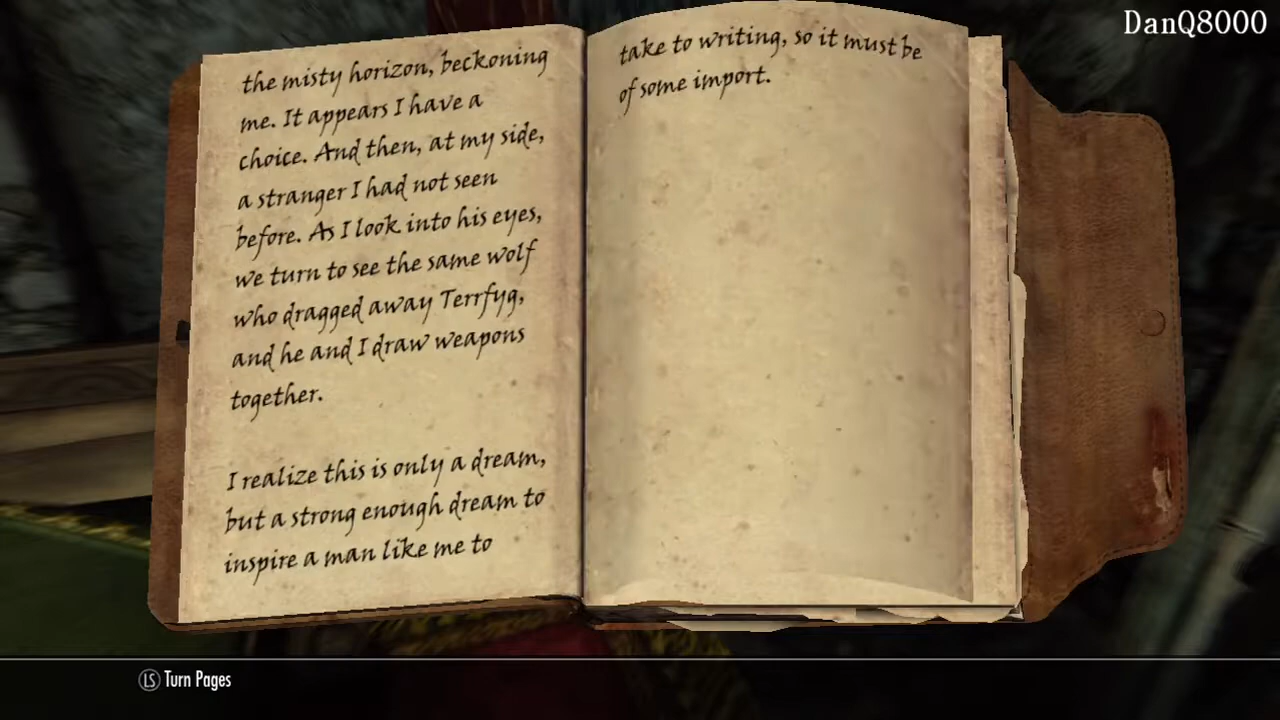 DanQ8000
the misty horizon, beckoning
me. It appears I have a
choice. And then, at my side,
a stranger I had not seen
before. As I look into his eyes,
we turn to see the same wolf
who dragged away Terrfyg,
and he and I draw weapons
together.
I realize this is only a dream,
but a strong enough dream to
inspire a man like me to
take to writing, so it must be
of some import.
LS Turn Pages